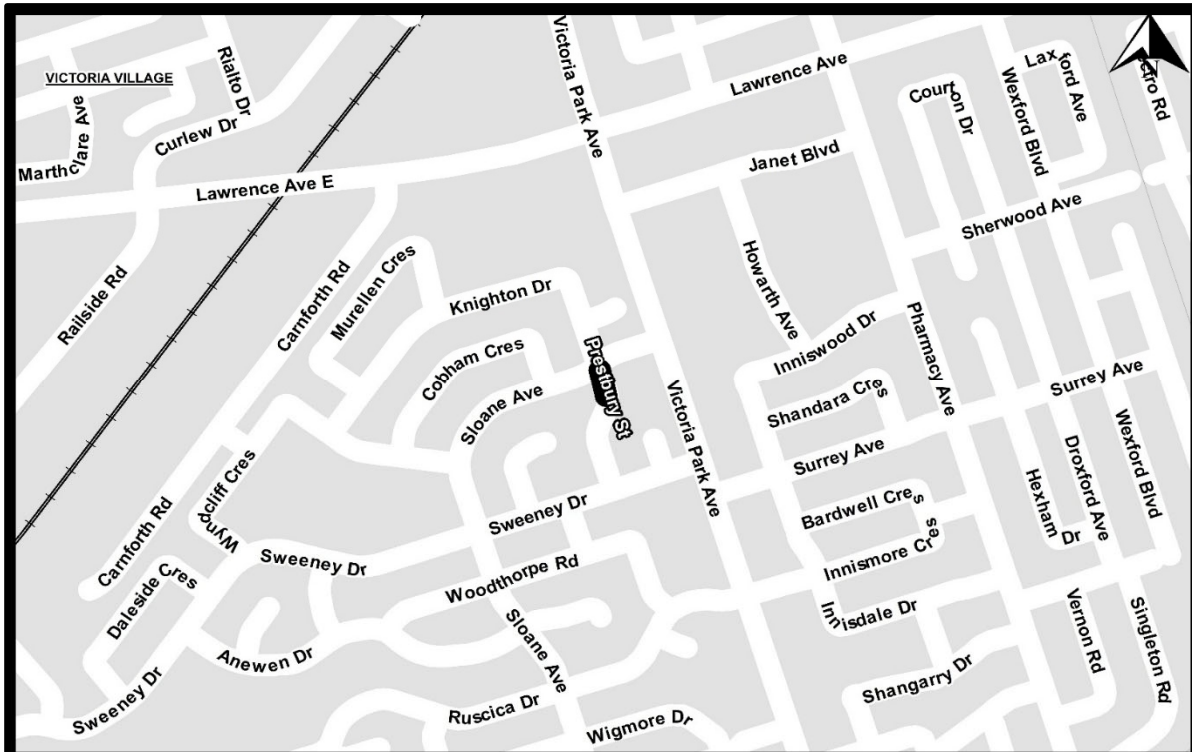 VICTORIA VILLAGE
Rialto Dr
Curlew Dr
Marthclare Ave
Lawrence Ave E
Railside Rd
Carnforth Rd
Murellen Cres
Knighton Dr
Cobham Cres
Sloane Ave
Prestbury St
Victoria Park Ave
Lawrence Ave
Janet Blvd
Courton Dr
Wexford Blvd
Laxford Ave
N
Sherwood Ave
Howarth Ave
Inniswood Dr
Pharmacy Ave
Shandara Cres
Surrey Ave
Surrey Ave
Victoria Park Ave
Bardwell Cres
Innismore Cres
Innisdale Dr
Hexham Dr
Droxford Ave
Wexford Blvd
Vernon Rd
Singleton Rd
Shangarry Dr
Carnforth Rd
Wyndcliff Cres
Sweeney Dr
Sweeney Dr
Daleside Cres
Woodthorpe Rd
Anewen Dr
Sloane Ave
Sweeney Dr
Ruscica Dr
Wigmore Dr